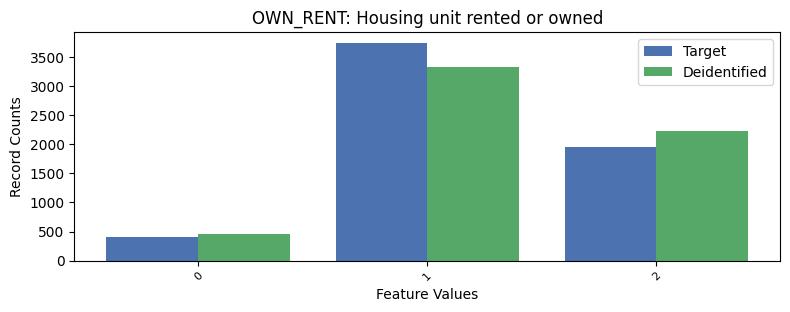 OWN_RENT: Housing unit rented or owned
Target
Deidentified
Record Counts
3500
3000
2500
2000
1500
1000
500
0
0
1
2
Feature Values